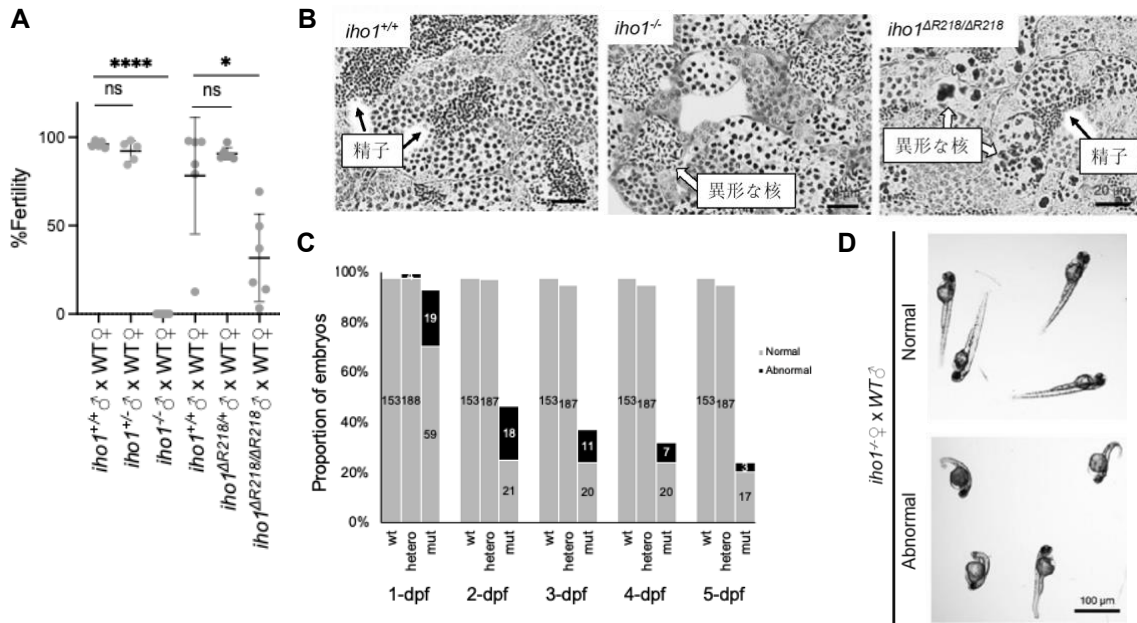 A
B
****
*
ns
ns
%Fertility
100
50
0
iho1+/+♂ x WT♀
iho1+/-♂ x WT♀
iho1-/-♂ x WT♀
iho1+/+♂ x WT♀
iho1ΔR218/+♂ x WT♀
iho1ΔR218/ΔR218♂ x WT♀
iho1+/+
精子
iho1-/-
異形な核
iho1ΔR218/ΔR218
異形な核
精子
20 µm
C
Proportion of embryos
100%
80%
60%
40%
20%
0%
153 188 59 19
153 187 21 18
153 187 20 11
153 187 20 7
153 187 17 3
Normal
Abnormal
wt hetero mut
wt hetero mut
wt hetero mut
wt hetero mut
wt hetero mut
1-dpf 2-dpf 3-dpf 4-dpf 5-dpf
D
iho1-/-♀ x WT♂
Normal
Abnormal
100 µm